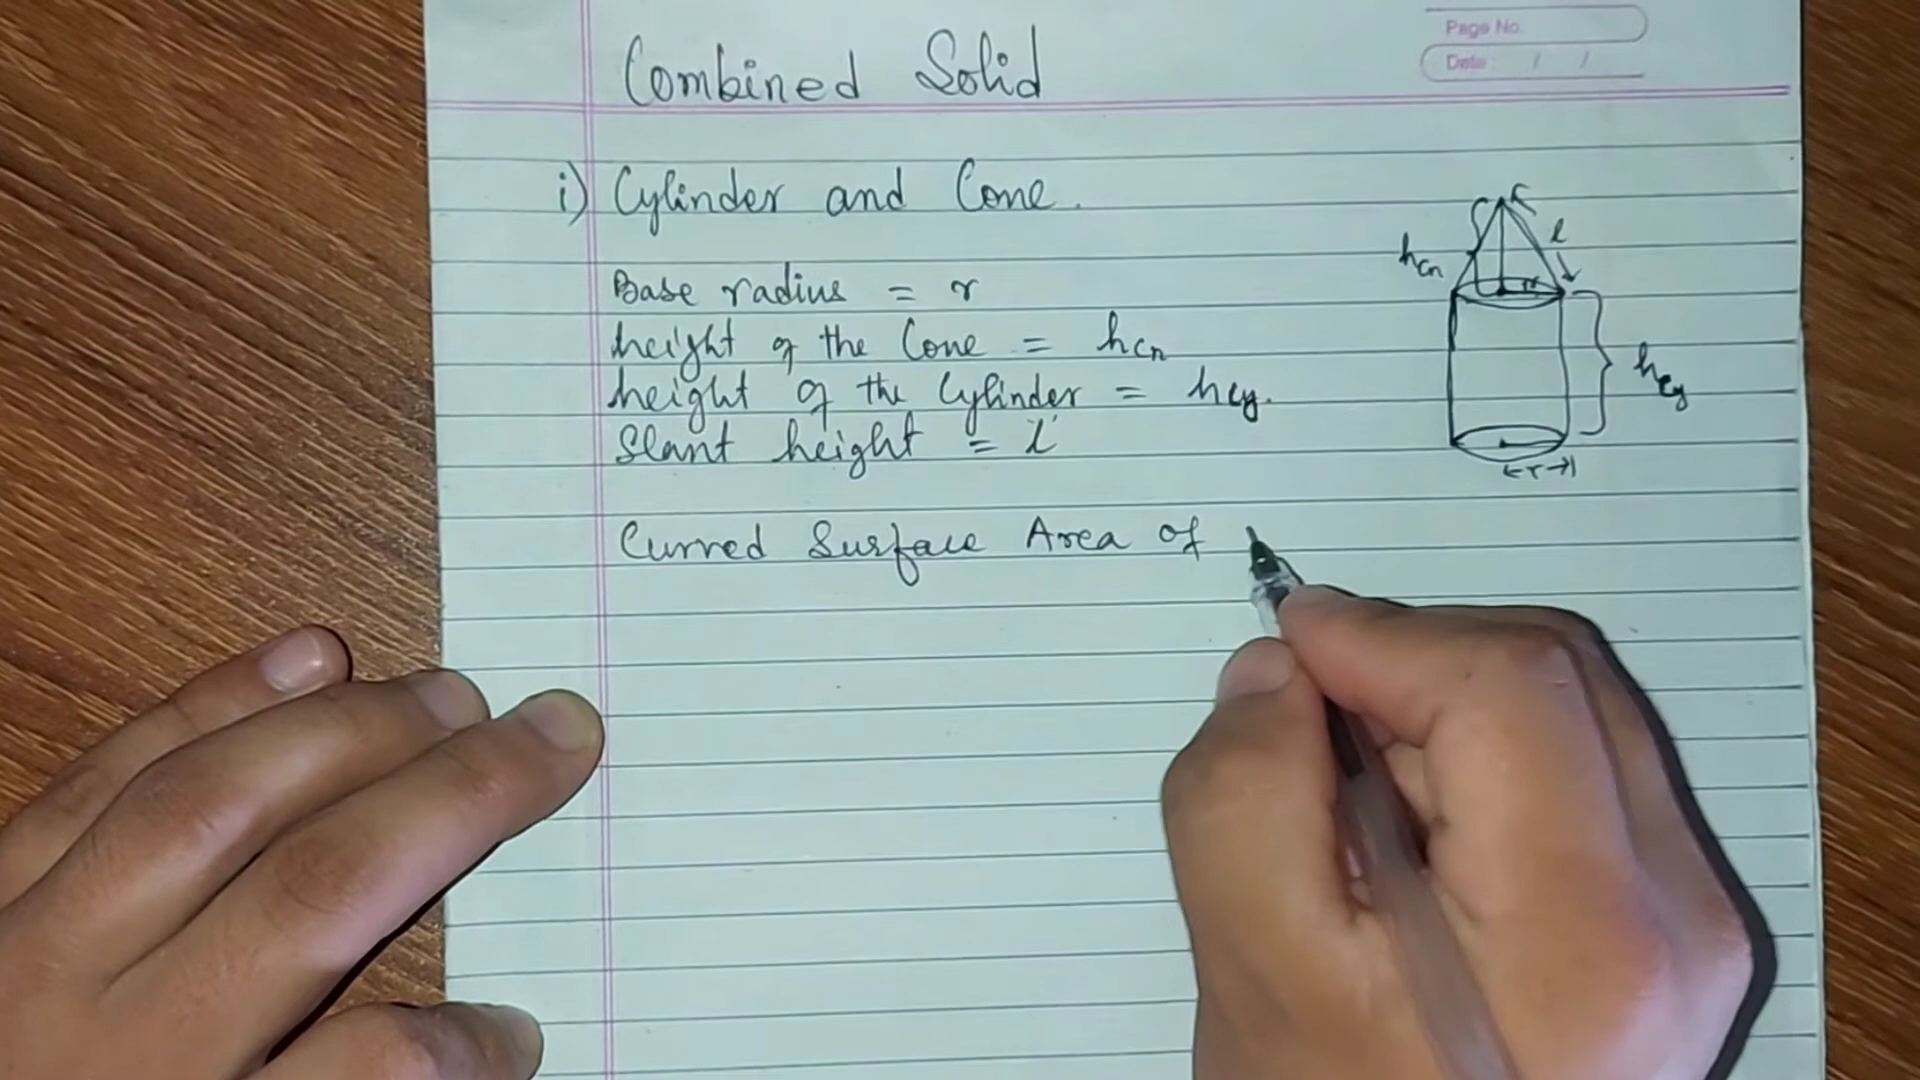 Page No.
Date : / /
Combined Solid
i) Cylinder and Cone.
Base radius = r
height of the Cone = hcn
height of the Cylinder = hcy.
Slant height = l
Curved Surface Area of
l
hcn
r
hcy
r